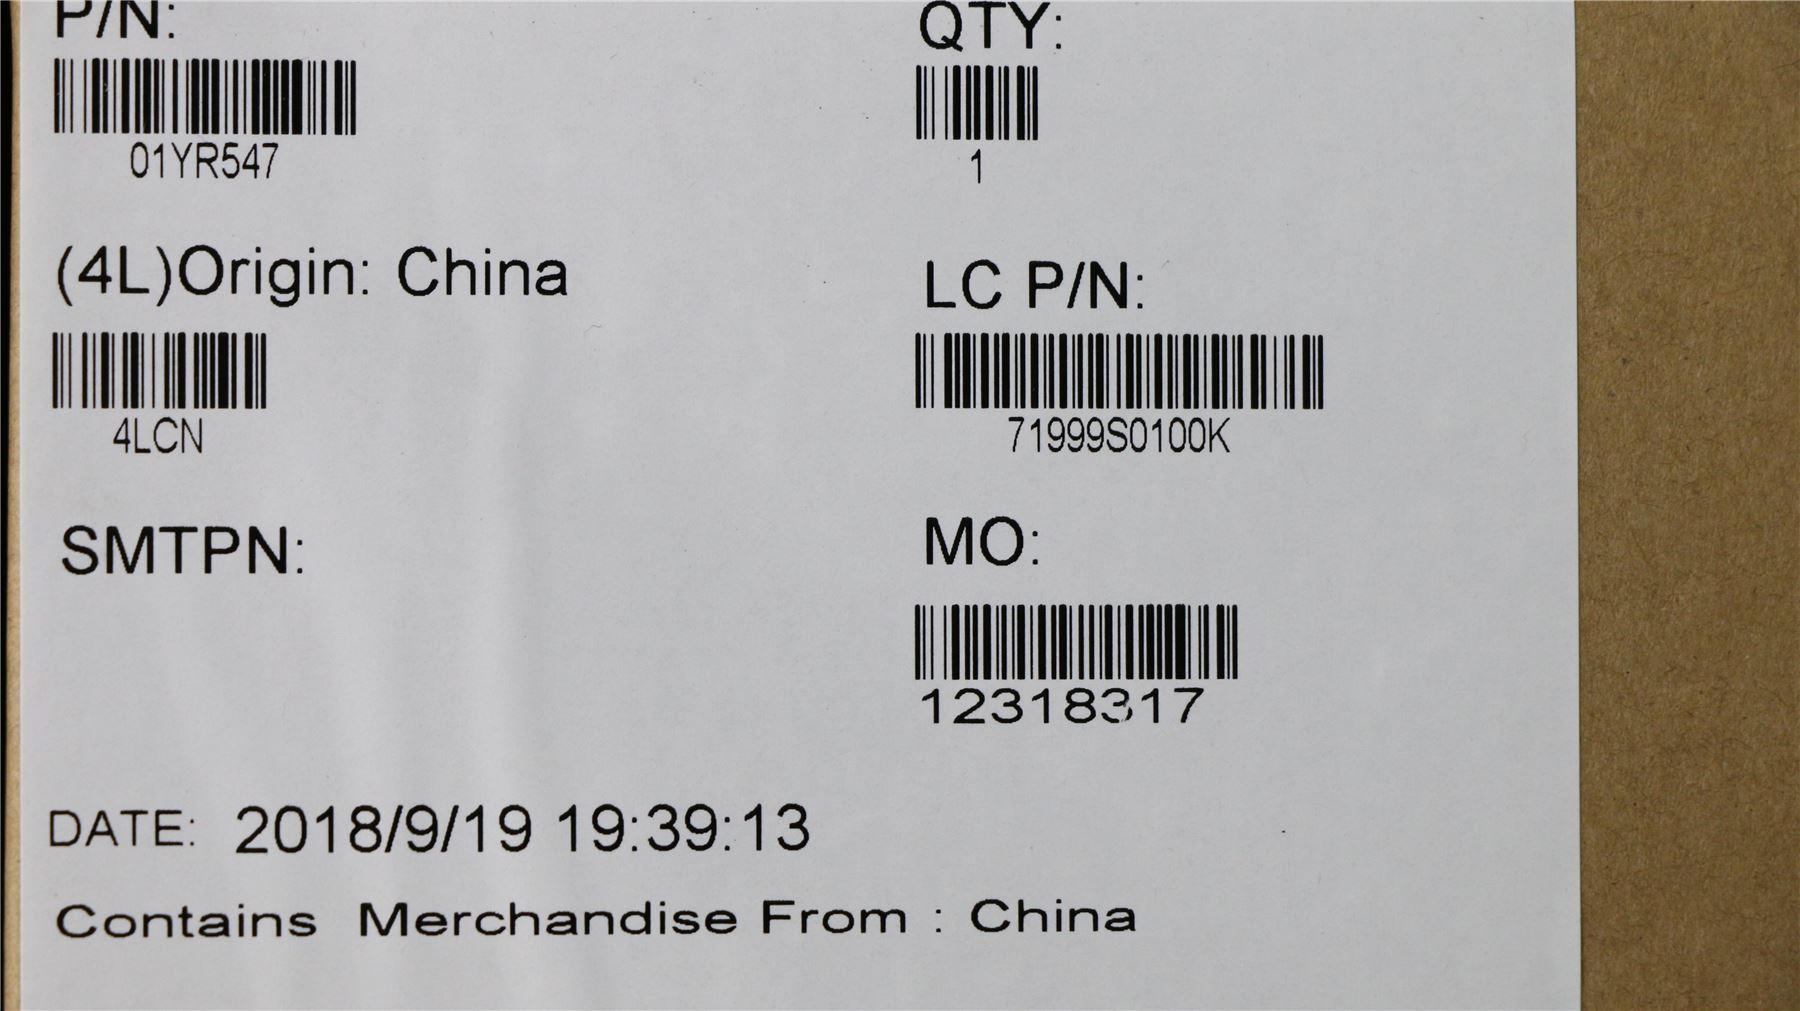 P/N:
01YR547
QTY:
1
(4L)Origin: China
4LCN
LC P/N:
71999S0100K
SMTPN:
MO:
12318317
DATE: 2018/9/19 19:39:13
Contains Merchandise From : China